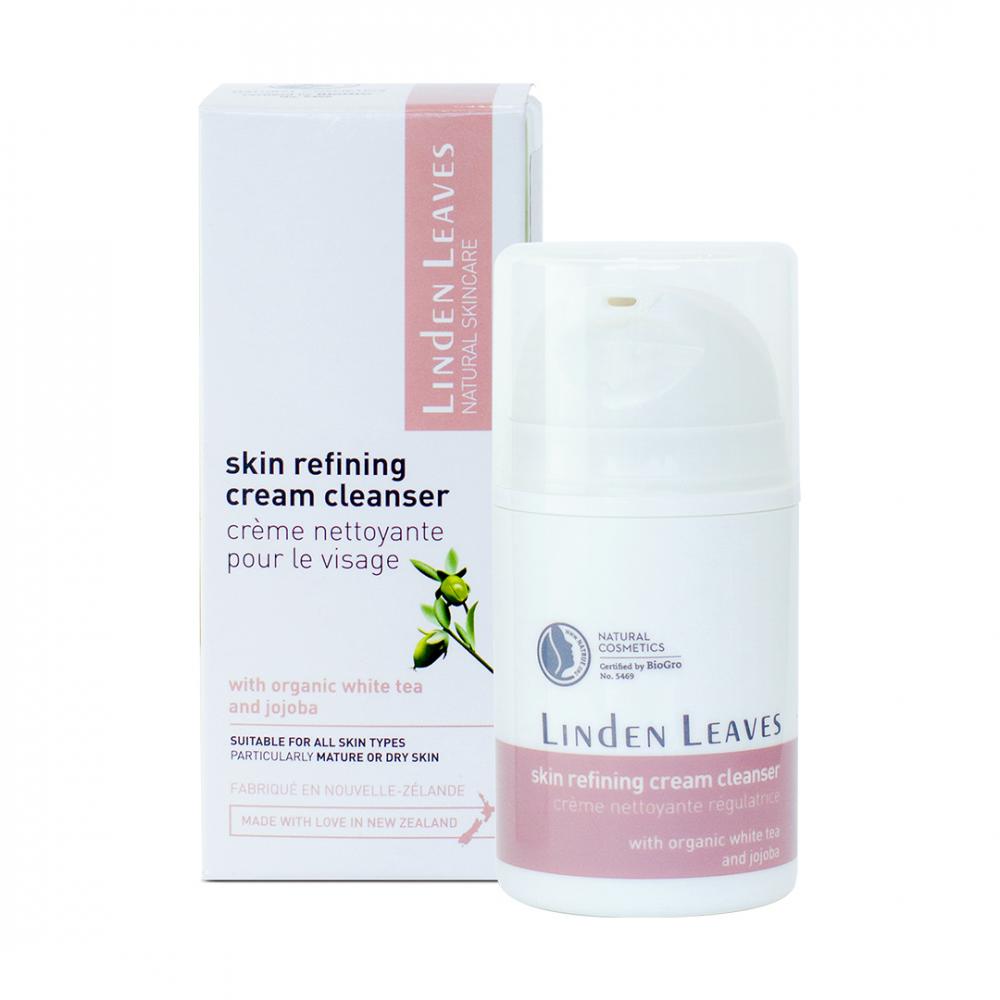 LINdEN LEAVES
NATURAL SKINCARE
skin refining
cream cleanser
crème nettoyante
pour le visage
with organic white tea
and jojoba
SUITABLE FOR ALL SKIN TYPES
PARTICULARLY MATURE OR DRY SKIN
FABRIQUÉ EN NOUVELLE-ZÉLANDE
MADE WITH LOVE IN NEW ZEALAND
WWW.NATRUE.ORG
NATURAL
COSMETICS
Certified by BioGro
No. 5469
LINdEN LEAVES
skin refining cream cleanser
crème nettoyante régulatrice
with organic white tea
and jojoba